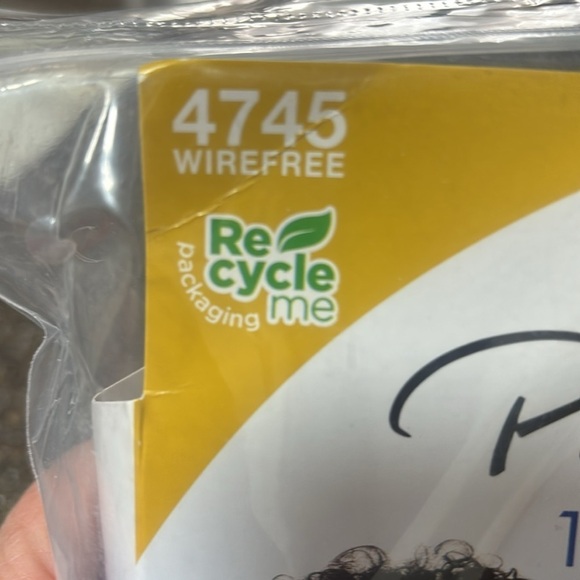 4745
WIREFREE
Re
cycle
me
packaging